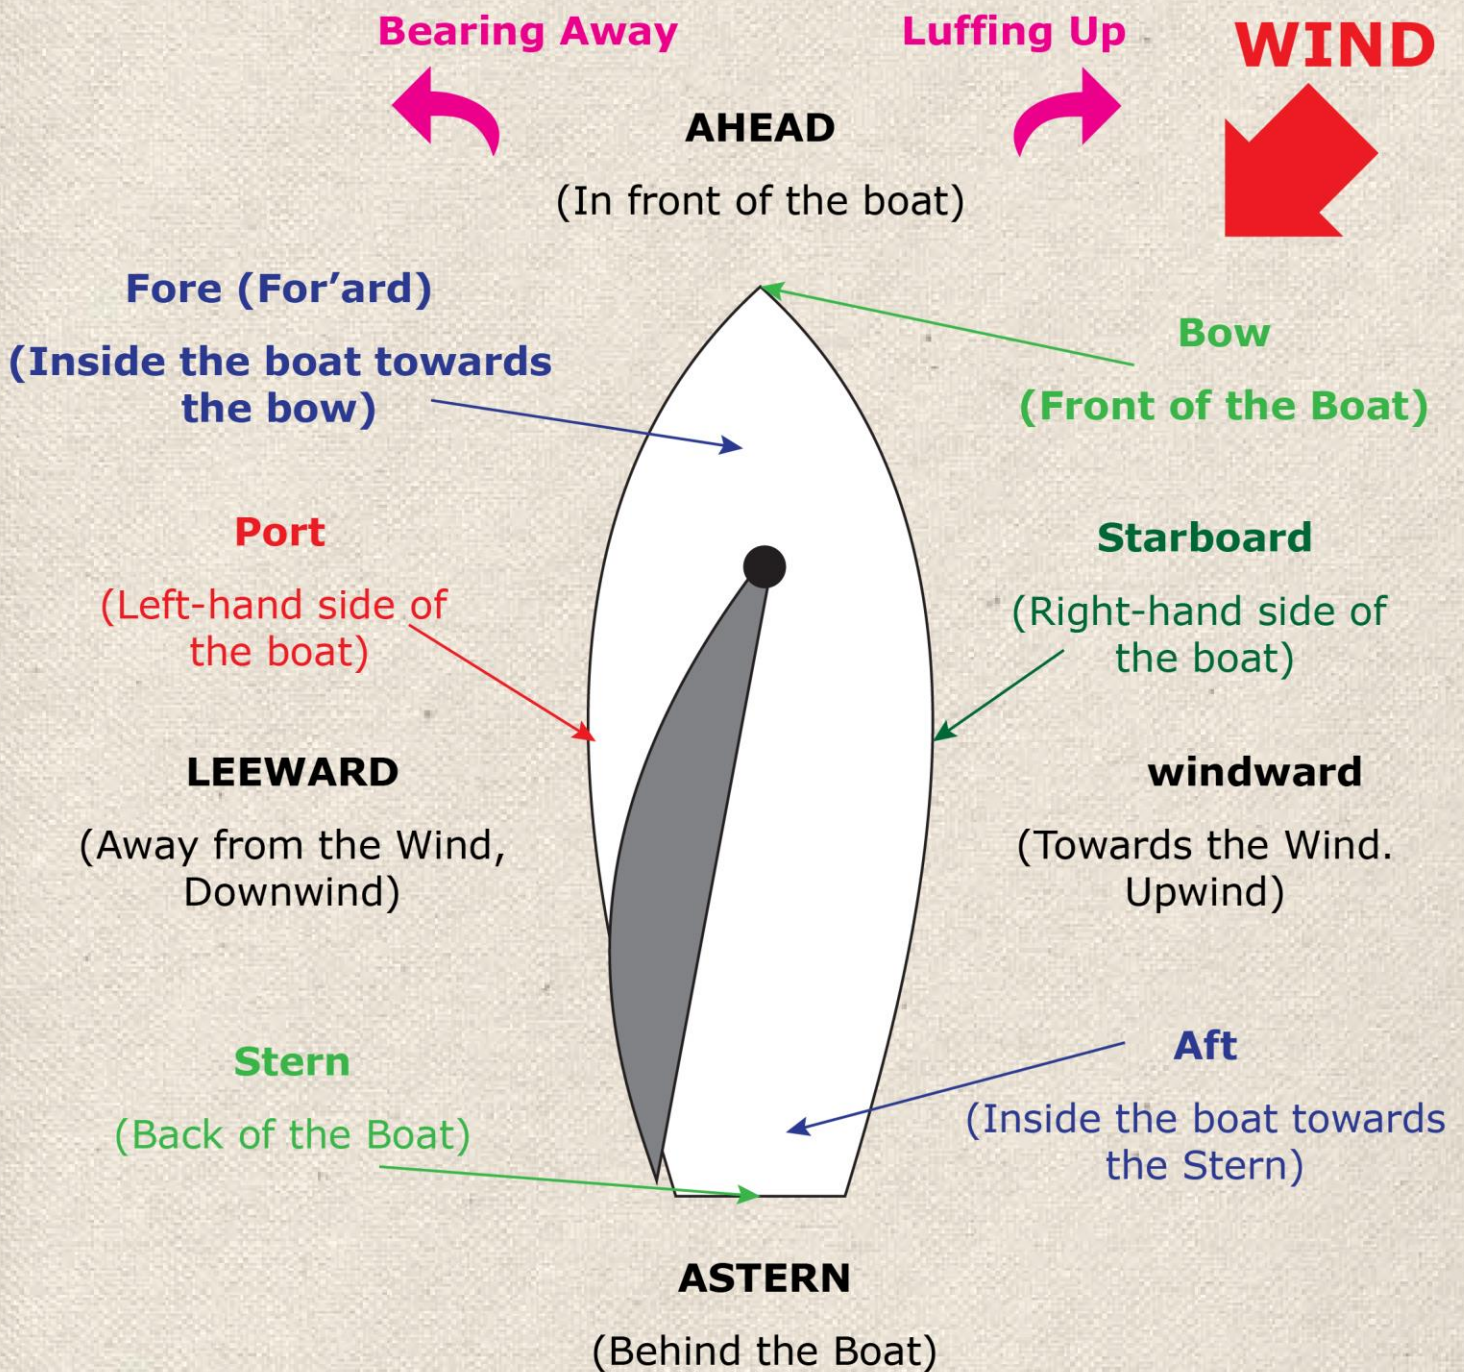 Bearing Away
Luffing Up
WIND
AHEAD
(In front of the boat)
Fore (For’ard)
(Inside the boat towards
the bow)
Bow
(Front of the Boat)
Port
(Left-hand side of
the boat)
Starboard
(Right-hand side of
the boat)
LEEWARD
(Away from the Wind,
Downwind)
windward
(Towards the Wind.
Upwind)
Stern
(Back of the Boat)
Aft
(Inside the boat towards
the Stern)
ASTERN
(Behind the Boat)